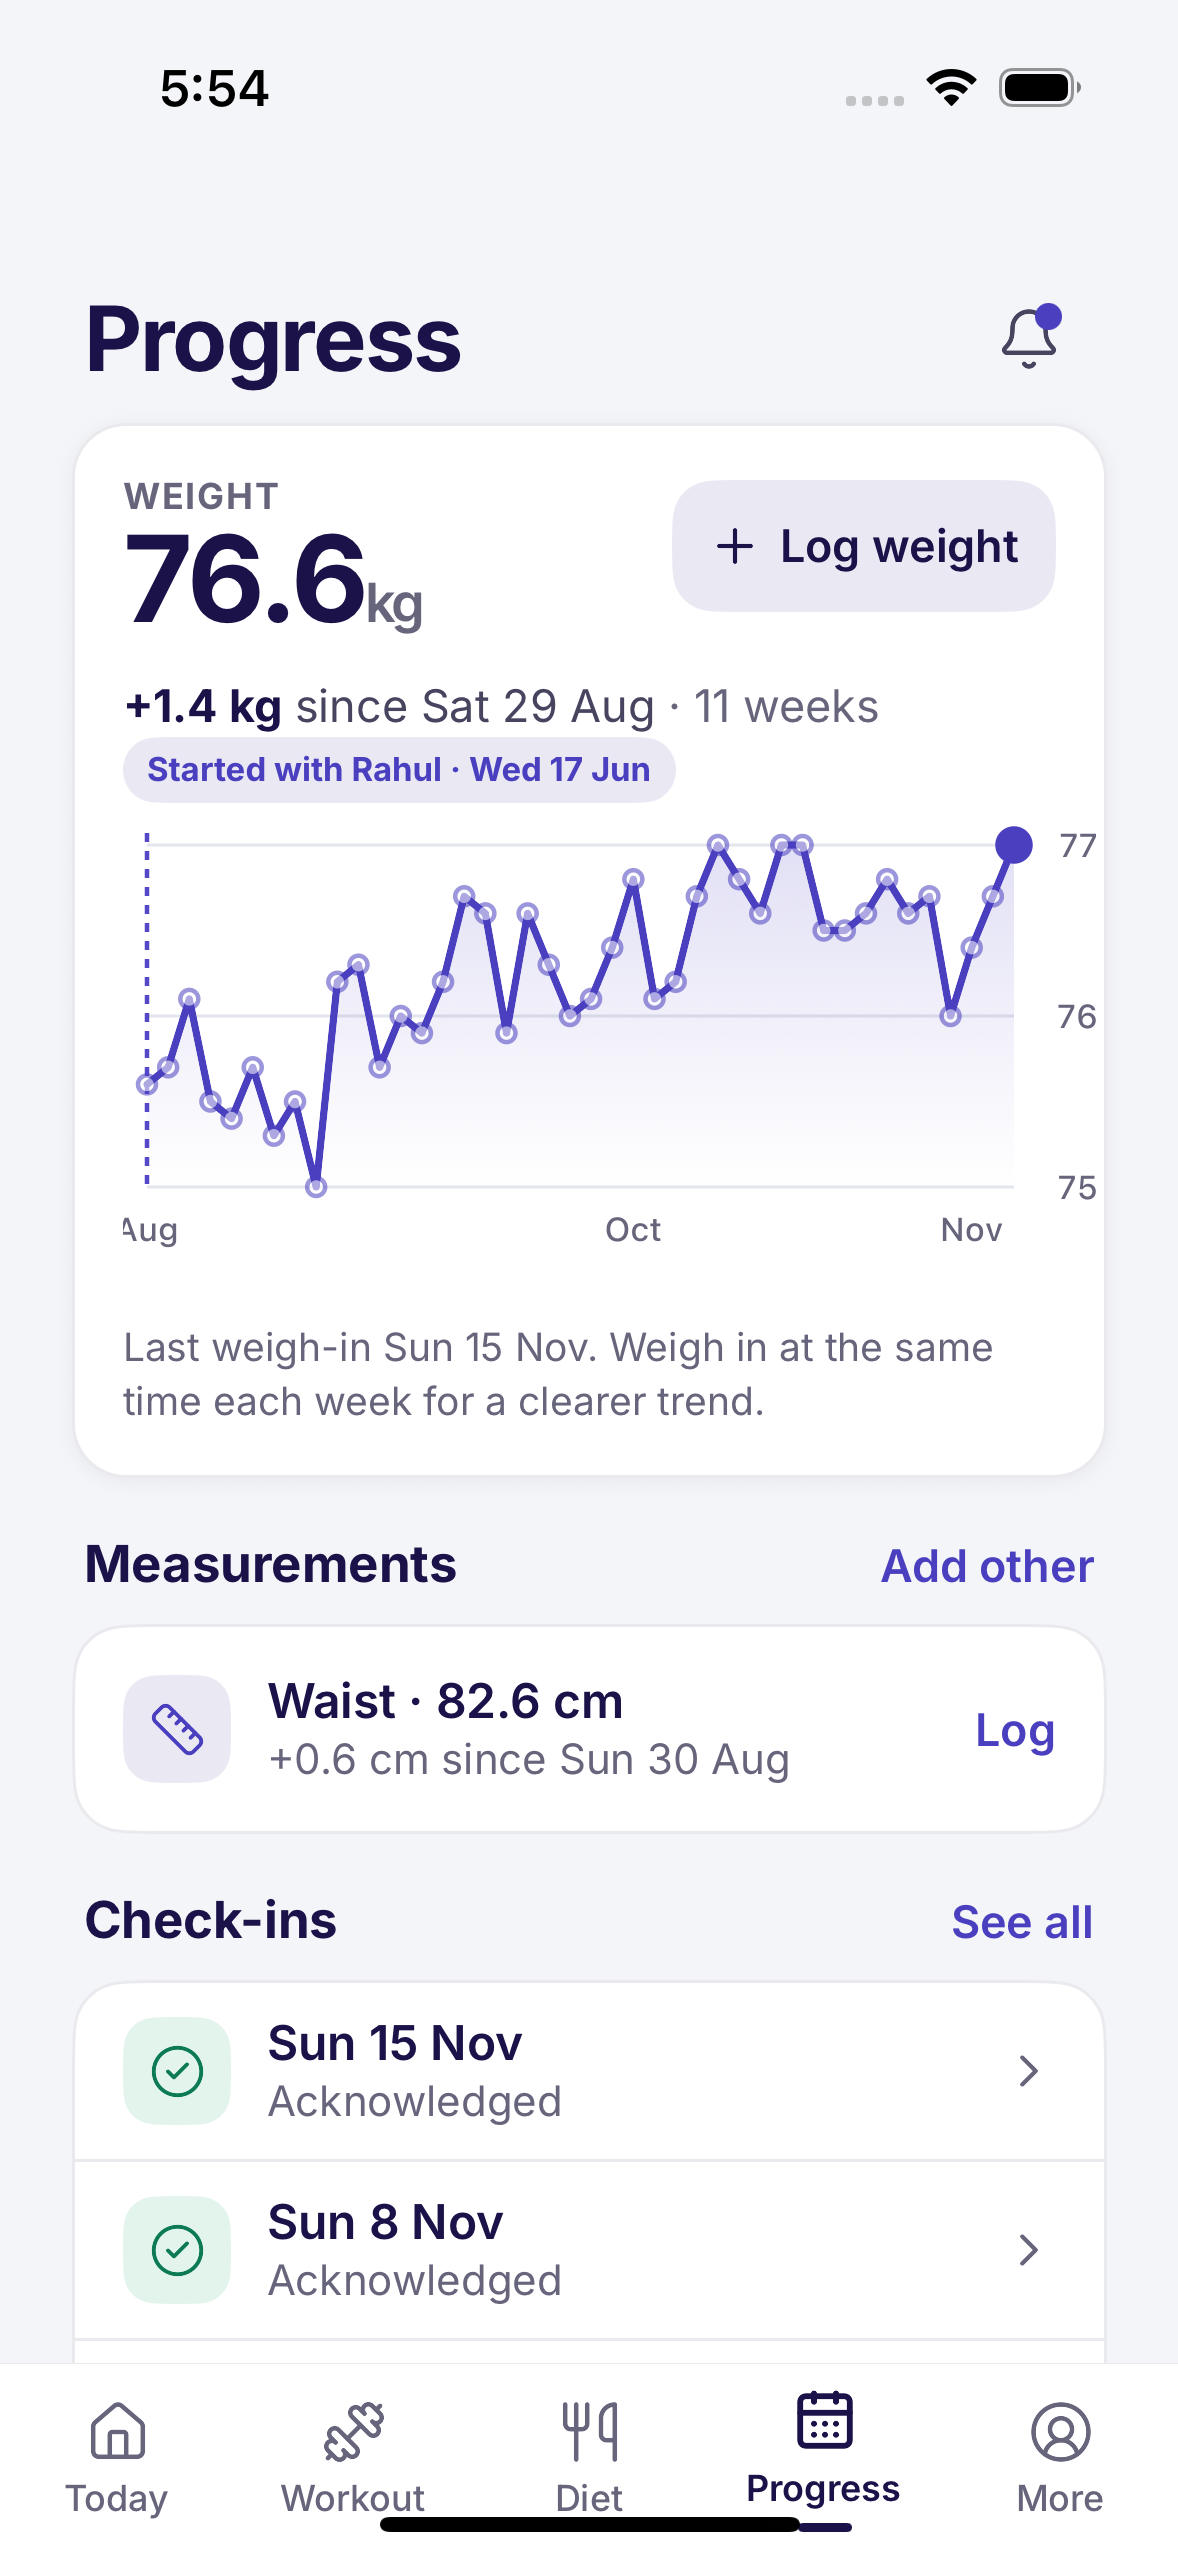 5:54
Progress
WEIGHT
76.6kg
Log weight
+1.4 kg since Sat 29 Aug · 11 weeks
Started with Rahul · Wed 17 Jun
77
76
75
Aug Oct Nov
Last weigh-in Sun 15 Nov. Weigh in at the same
time each week for a clearer trend.
Measurements
Add other
Waist · 82.6 cm
+0.6 cm since Sun 30 Aug
Log
Check-ins
See all
Sun 15 Nov
Acknowledged
Sun 8 Nov
Acknowledged
Today Workout Diet Progress More